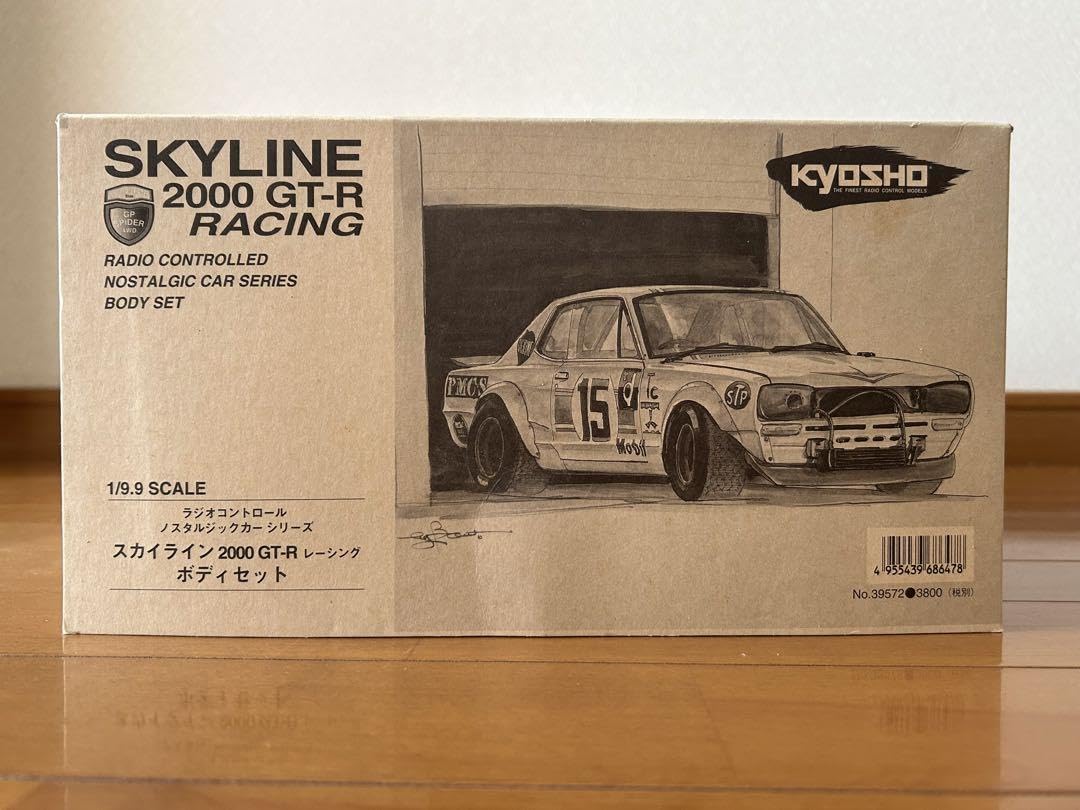 SKYLINE
2000 GT-R
RACING
GP
SPIDER
4WD
RADIO CONTROLLED
NOSTALGIC CAR SERIES
BODY SET
KYOSHO
THE FINEST RADIO CONTROL MODELS
PMC·S
15
STP
Mobil
1/9.9 SCALE
ラジオコントロール
ノスタルジックカー シリーズ
スカイライン 2000 GT-R レーシング
ボディセット
4 955439 686478
No.39572●3800（税別）